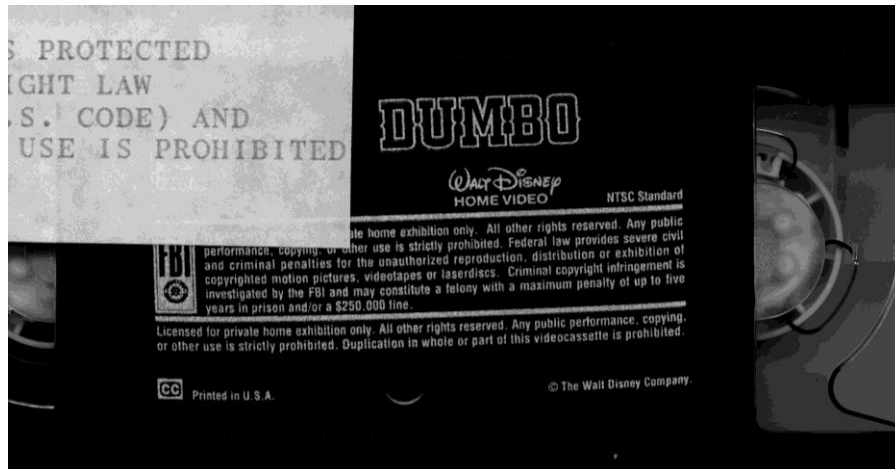 S PROTECTED
IGHT LAW
.S. CODE) AND
USE IS PROHIBITED
DUMBO
WALT DISNEY
HOME VIDEO
NTSC Standard
home exhibition only. All other rights reserved. Any public
performance, copying, or other use is strictly prohibited. Federal law provides severe civil
and criminal penalties for the unauthorized reproduction, distribution or exhibition of
copyrighted motion pictures, videotapes or laserdiscs. Criminal copyright infringement is
investigated by the FBI and may constitute a felony with a maximum penalty of up to five
years in prison and/or a $250.000 fine.
FBI
Licensed for private home exhibition only. All other rights reserved. Any public performance, copying,
or other use is strictly prohibited. Duplication in whole or part of this videocassette is prohibited.
CC Printed in U.S.A.
© The Walt Disney Company.